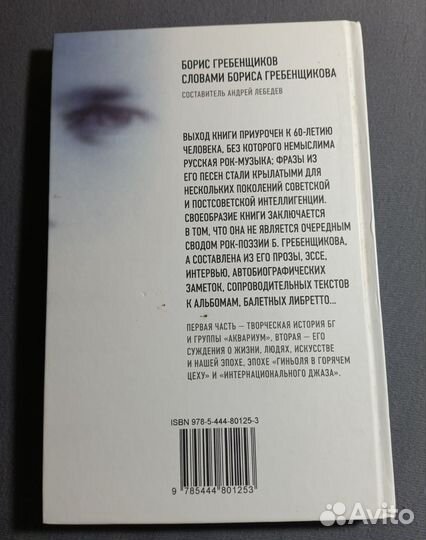 БОРИС ГРЕБЕНЩИКОВ
СЛОВАМИ БОРИСА ГРЕБЕНЩИКОВА
СОСТАВИТЕЛЬ АНДРЕЙ ЛЕБЕДЕВ
ВЫХОД КНИГИ ПРИУРОЧЕН К 60-ЛЕТИЮ
ЧЕЛОВЕКА, БЕЗ КОТОРОГО НЕМЫСЛИМА
РУССКАЯ РОК-МУЗЫКА; ФРАЗЫ ИЗ
ЕГО ПЕСЕН СТАЛИ КРЫЛАТЫМИ ДЛЯ
НЕСКОЛЬКИХ ПОКОЛЕНИЙ СОВЕТСКОЙ
И ПОСТСОВЕТСКОЙ ИНТЕЛЛИГЕНЦИИ.
СВОЕОБРАЗИЕ КНИГИ ЗАКЛЮЧАЕТСЯ
В ТОМ, ЧТО ОНА НЕ ЯВЛЯЕТСЯ ОЧЕРЕДНЫМ
СВОДОМ РОК-ПОЭЗИИ Б. ГРЕБЕНЩИКОВА,
А СОСТАВЛЕНА ИЗ ЕГО ПРОЗЫ, ЭССЕ,
ИНТЕРВЬЮ, АВТОБИОГРАФИЧЕСКИХ
ЗАМЕТОК, СОПРОВОДИТЕЛЬНЫХ ТЕКСТОВ
К АЛЬБОМАМ, БАЛЕТНЫХ ЛИБРЕТТО...
ПЕРВАЯ ЧАСТЬ — ТВОРЧЕСКАЯ ИСТОРИЯ БГ
И ГРУППЫ «АКВАРИУМ», ВТОРАЯ — ЕГО
СУЖДЕНИЯ О ЖИЗНИ, ЛЮДЯХ, ИСКУССТВЕ
И НАШЕЙ ЭПОХЕ, ЭПОХЕ «ГИНЬОЛЯ В ГОРЯЧЕМ
ЦЕХУ» И «ИНТЕРНАЦИОНАЛЬНОГО ДЖАЗА».
ISBN 978-5-444-80125-3
9 785444 801253
Avito